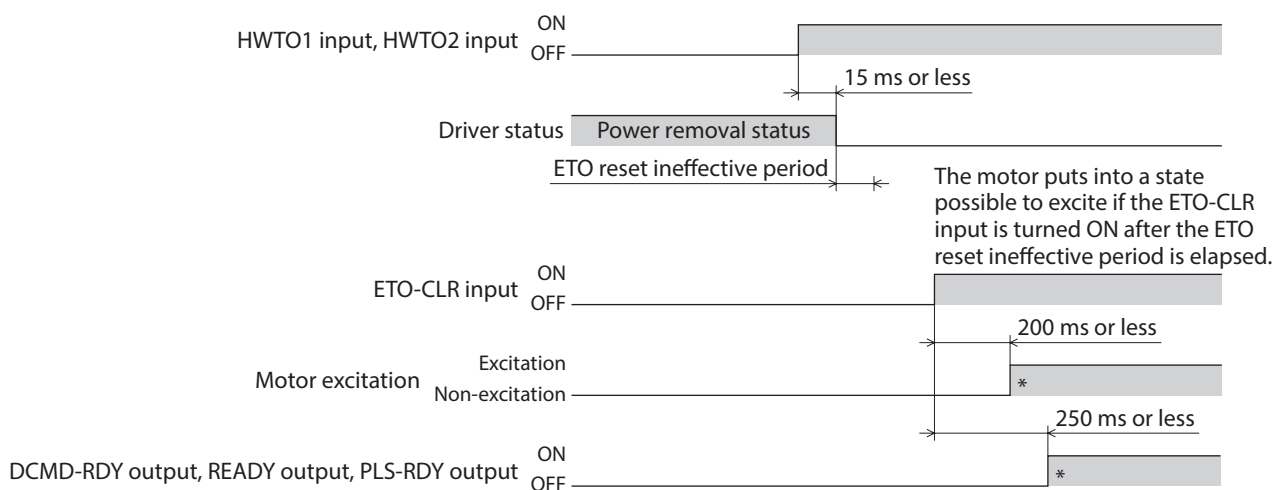 HWTO1 input, HWTO2 input
ON
OFF
15 ms or less
Driver status
Power removal status
ETO reset ineffective period
The motor puts into a state
possible to excite if the ETO-CLR
input is turned ON after the ETO
reset ineffective period is elapsed.
ETO-CLR input
ON
OFF
200 ms or less
Motor excitation
Excitation
Non-excitation
*
250 ms or less
DCMD-RDY output, READY output, PLS-RDY output
ON
OFF
*